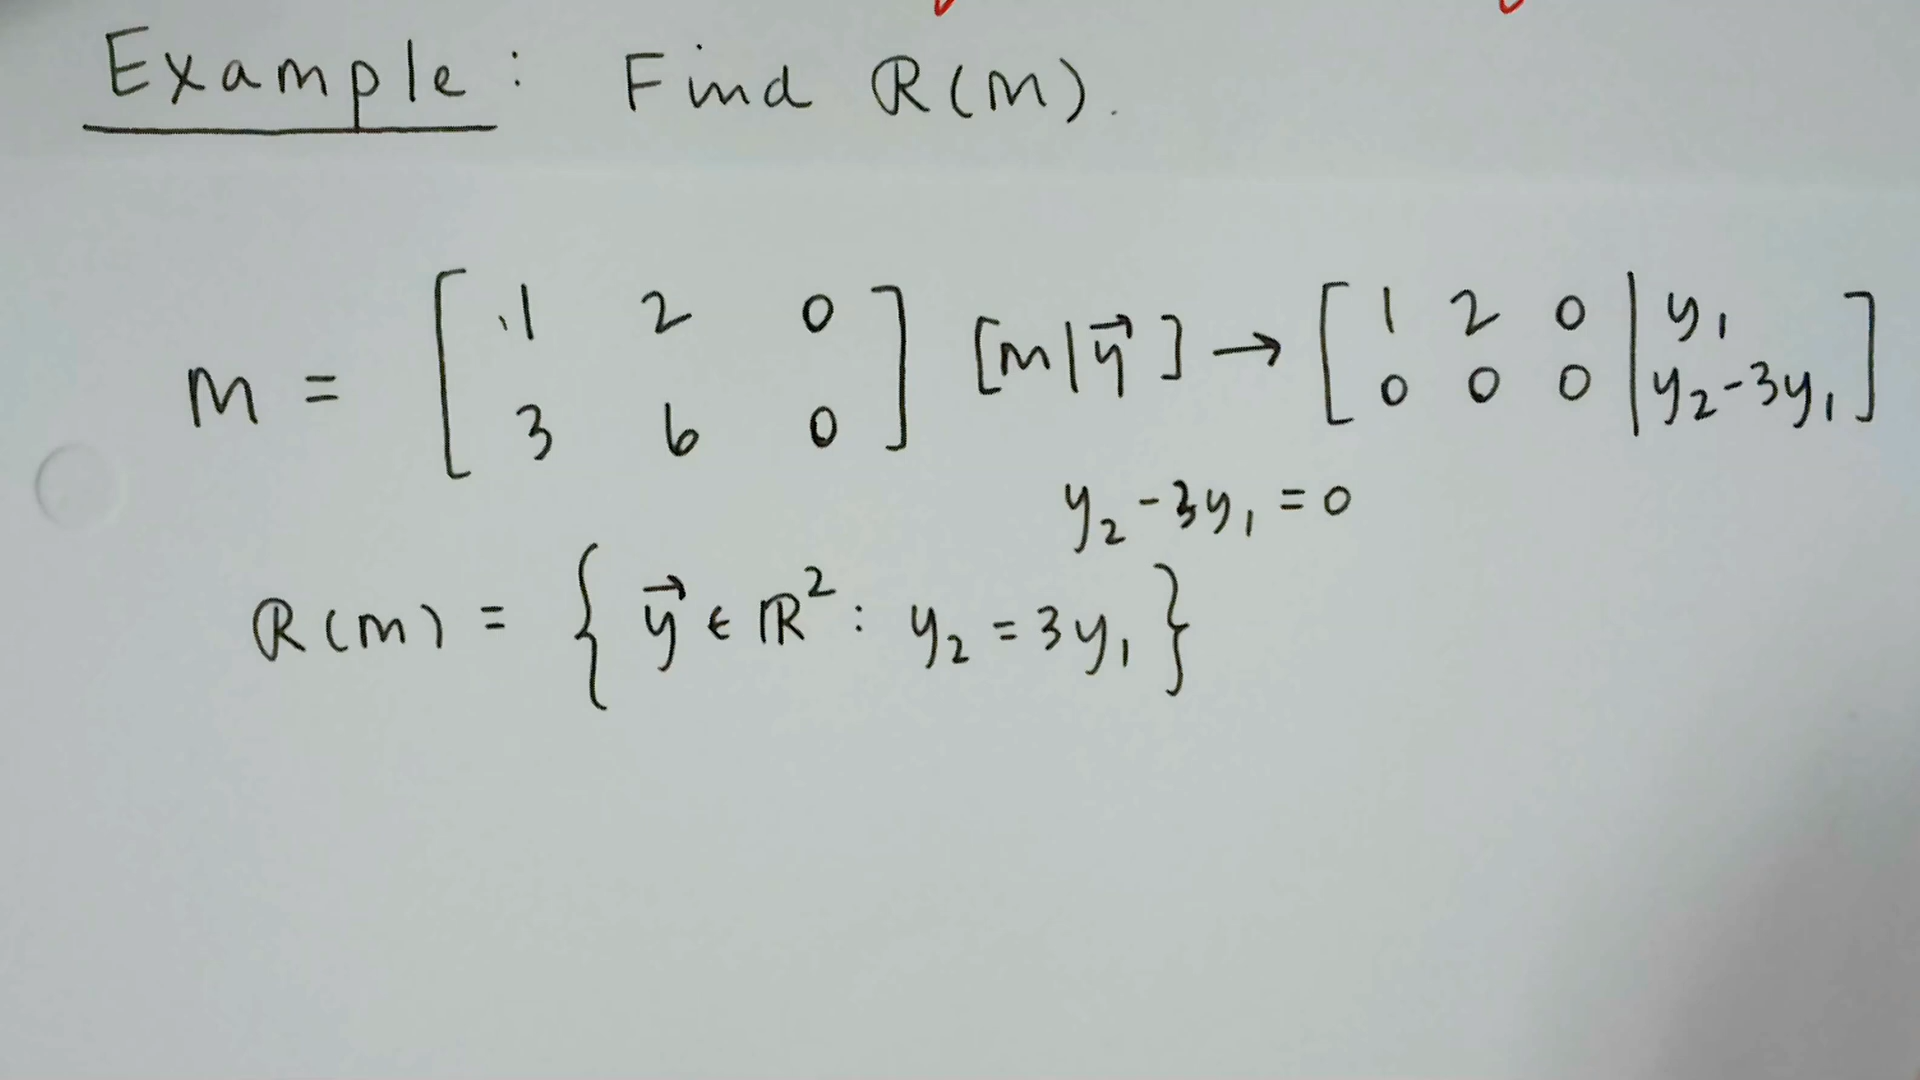 Example: Find R(M).
M = [ 1 2 0 ; 3 6 0 ] [M|y⃗] → [ 1 2 0 | y₁ ; 0 0 0 | y₂-3y₁ ]
y₂ - 3y₁ = 0
R(M) = { y⃗ ∈ ℝ² : y₂ = 3y₁ }